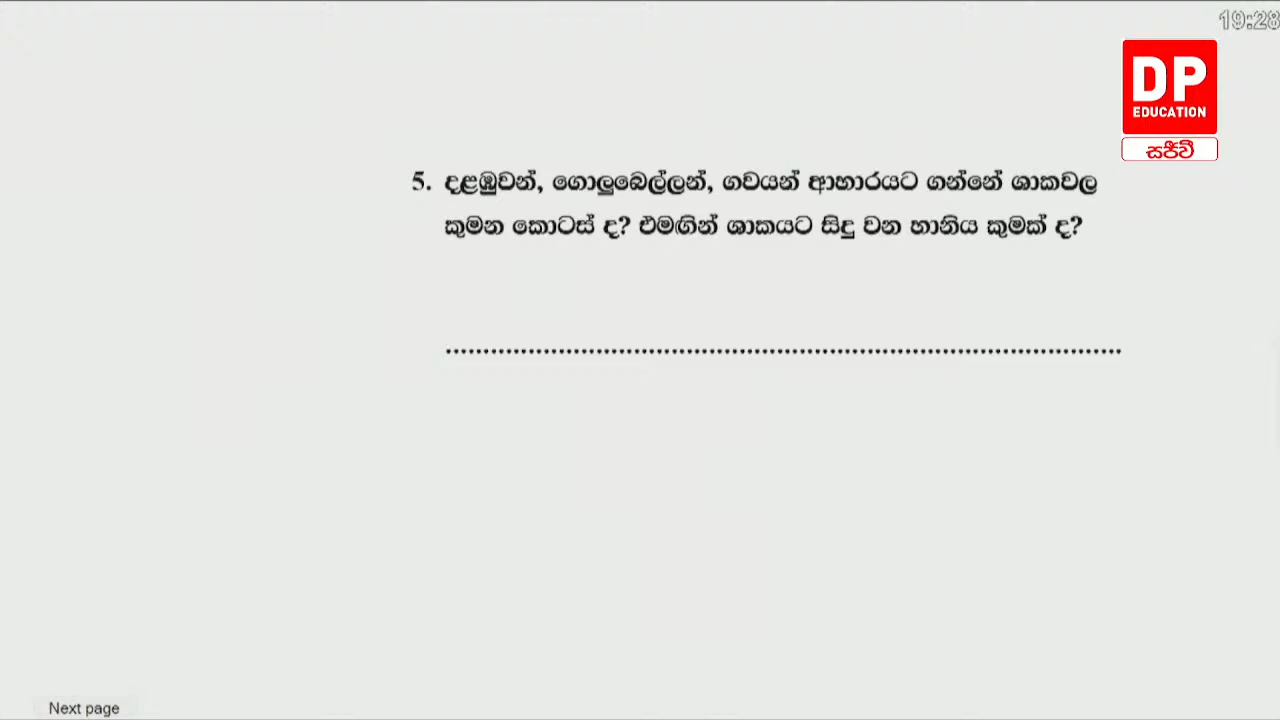 19:28
DP
EDUCATION
සජීවී
5. දළඹුවන්, ගොලුබෙල්ලන්, ගවයන් ආහාරයට ගන්නේ ශාකවල
කුමන කොටස් ද? එමඟින් ශාකයට සිදු වන හානිය කුමක් ද?
..........................................................................................
Next page